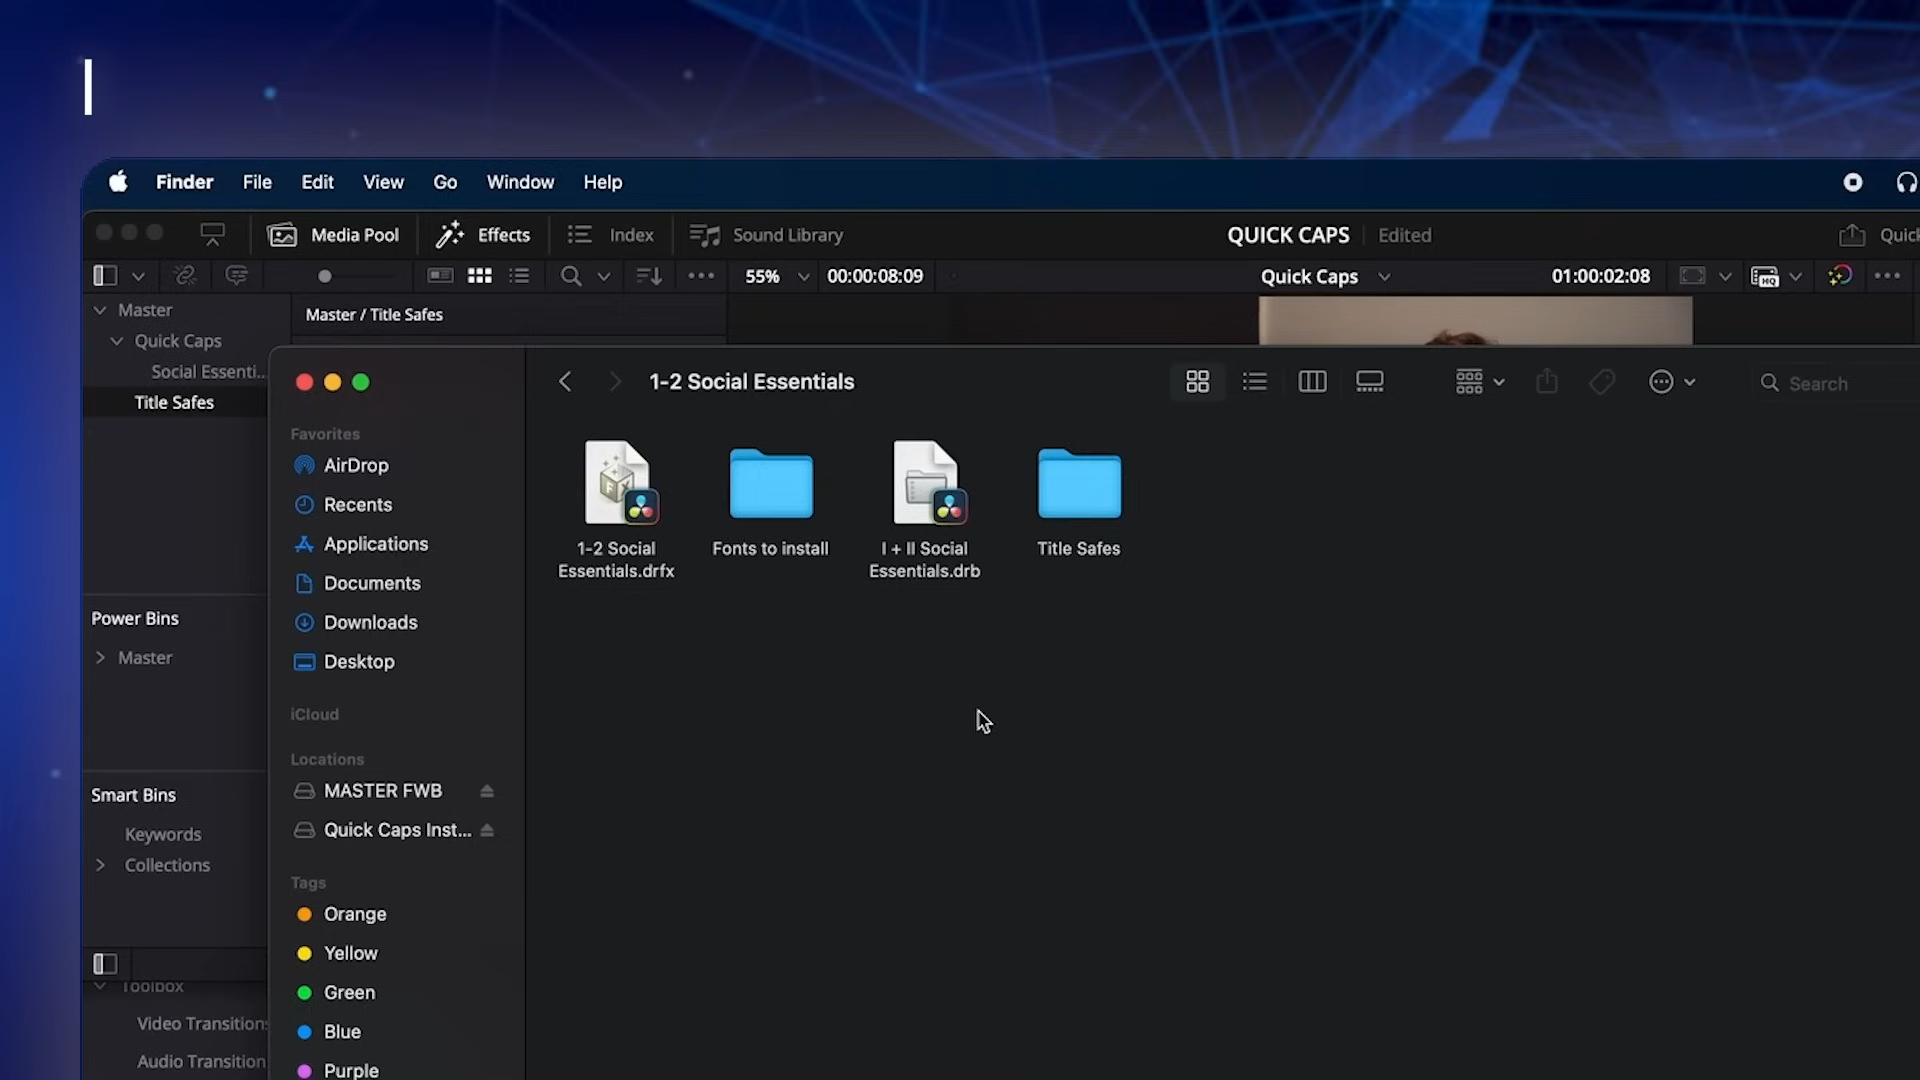 Finder File Edit View Go Window Help
Media Pool Effects Index Sound Library QUICK CAPS Edited
55% 00:00:08:09 Quick Caps 01:00:02:08 HQ
Master Master / Title Safes
Quick Caps
Social Essenti...
Title Safes
1-2 Social Essentials Search
Favorites
AirDrop
Recents
Applications
Documents
Downloads
Desktop
iCloud
Locations
MASTER FWB
Quick Caps Inst...
Tags
Orange
Yellow
Green
Blue
Purple
1-2 Social
Essentials.drfx
Fonts to install
I + II Social
Essentials.drb
Title Safes
Power Bins
Master
Smart Bins
Keywords
Collections
Toolbox
Video Transitions
Audio Transition